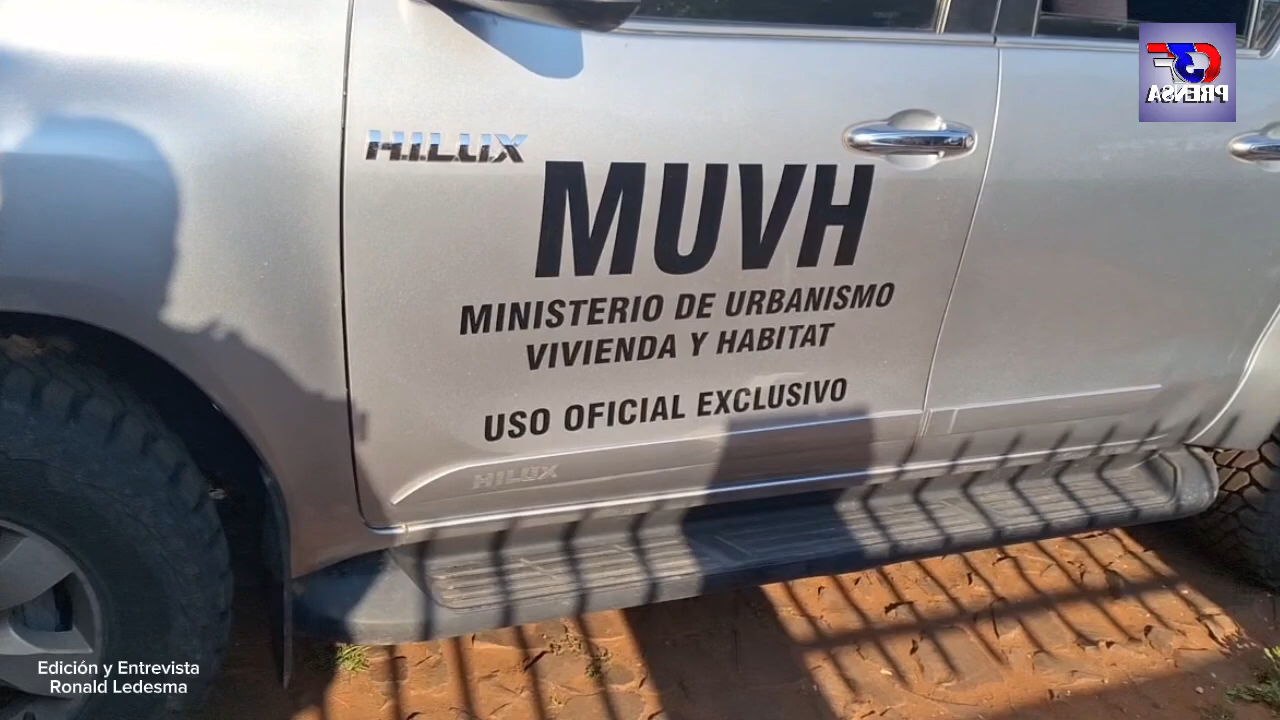 HILUX
MUVH
MINISTERIO DE URBANISMO
VIVIENDA Y HABITAT
USO OFICIAL EXCLUSIVO
HILUX
PRENSA
Edición y Entrevista
Ronald Ledesma